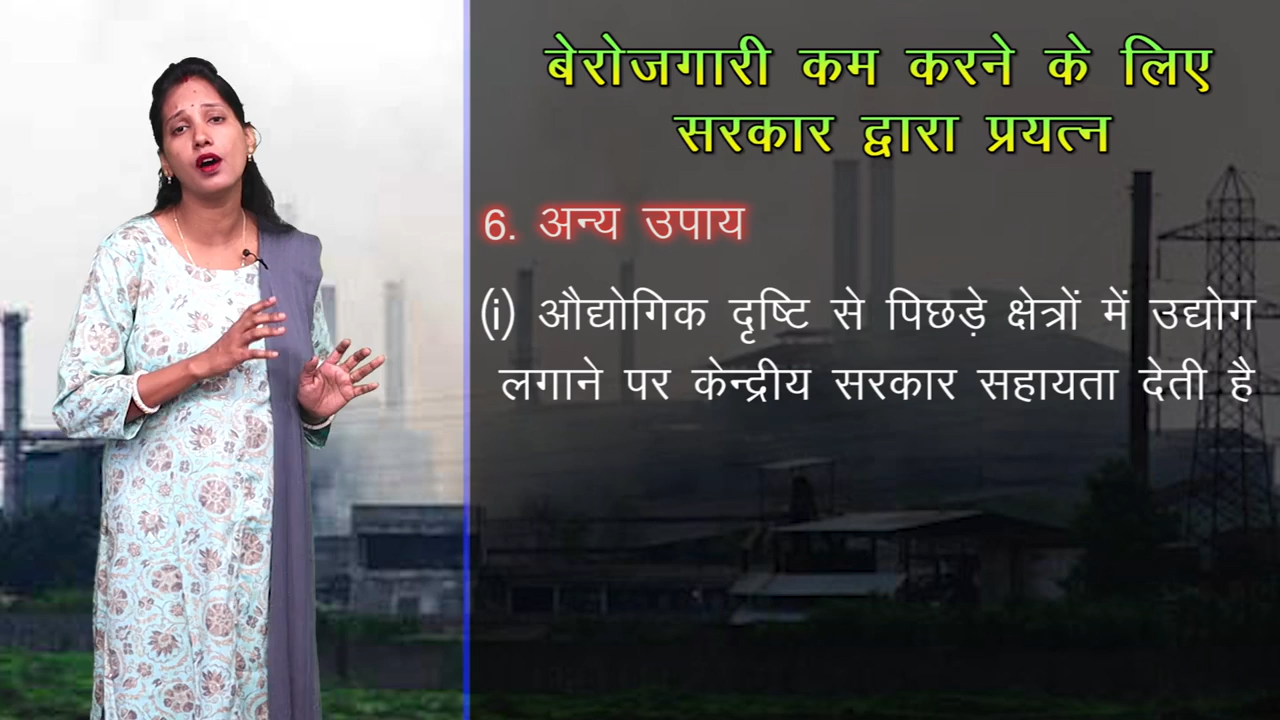 बेरोजगारी कम करने के लिए
सरकार द्वारा प्रयत्न
6. अन्य उपाय
(i) औद्योगिक दृष्टि से पिछड़े क्षेत्रों में उद्योग
लगाने पर केन्द्रीय सरकार सहायता देती है